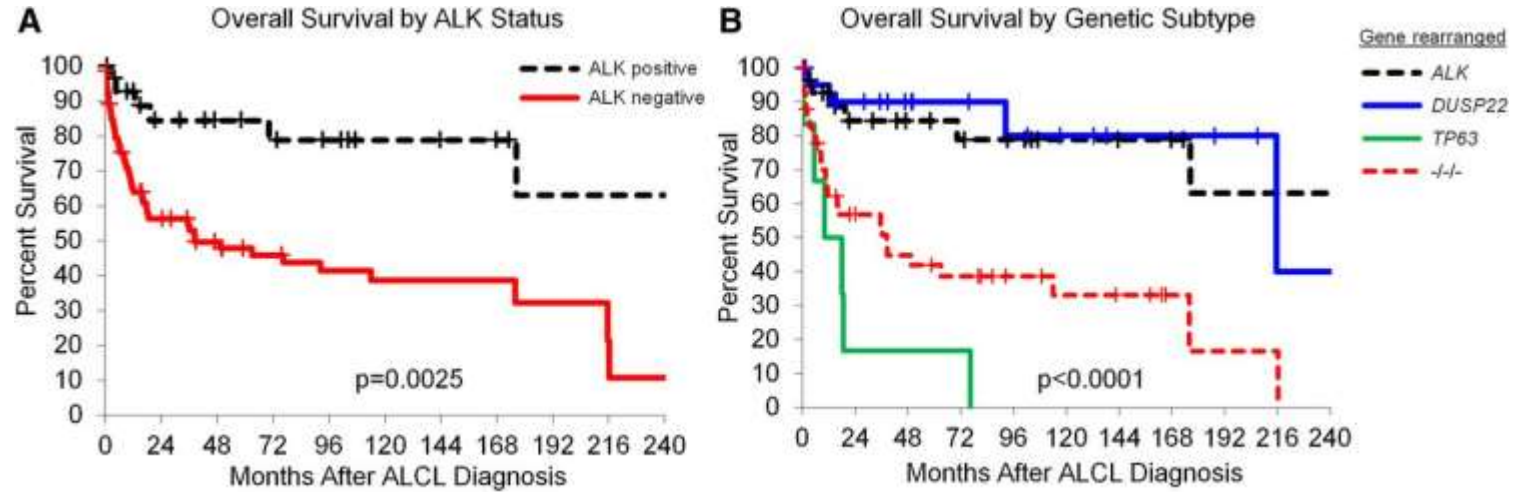 A
Overall Survival by ALK Status
Percent Survival
100
90
80
70
60
50
40
30
20
10
0
ALK positive
ALK negative
p=0.0025
0 24 48 72 96 120 144 168 192 216 240
Months After ALCL Diagnosis
B
Overall Survival by Genetic Subtype
Percent Survival
100
90
80
70
60
50
40
30
20
10
0
p<0.0001
0 24 48 72 96 120 144 168 192 216 240
Months After ALCL Diagnosis
Gene rearranged
ALK
DUSP22
TP63
-/-/-